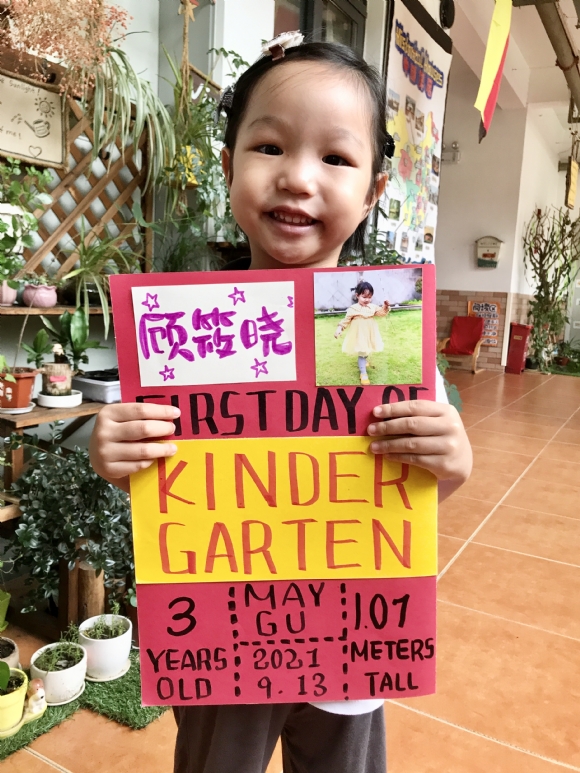 顾筱晓
FIRST DAY OF
KINDER
GARTEN
3
YEARS
OLD
MAY
GU
2021
9.13
1.01
METERS
TALL